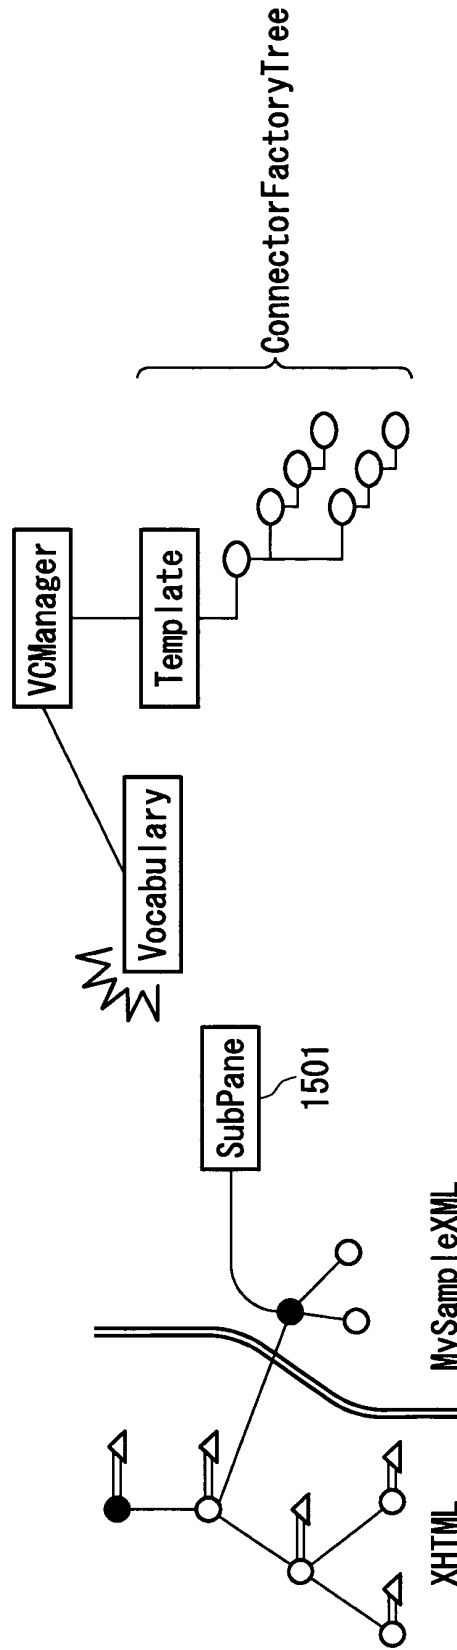 VCManager
Vocabulary
Template
ConnectorFactoryTree
SubPane
1501
XHTML
MySampleXML